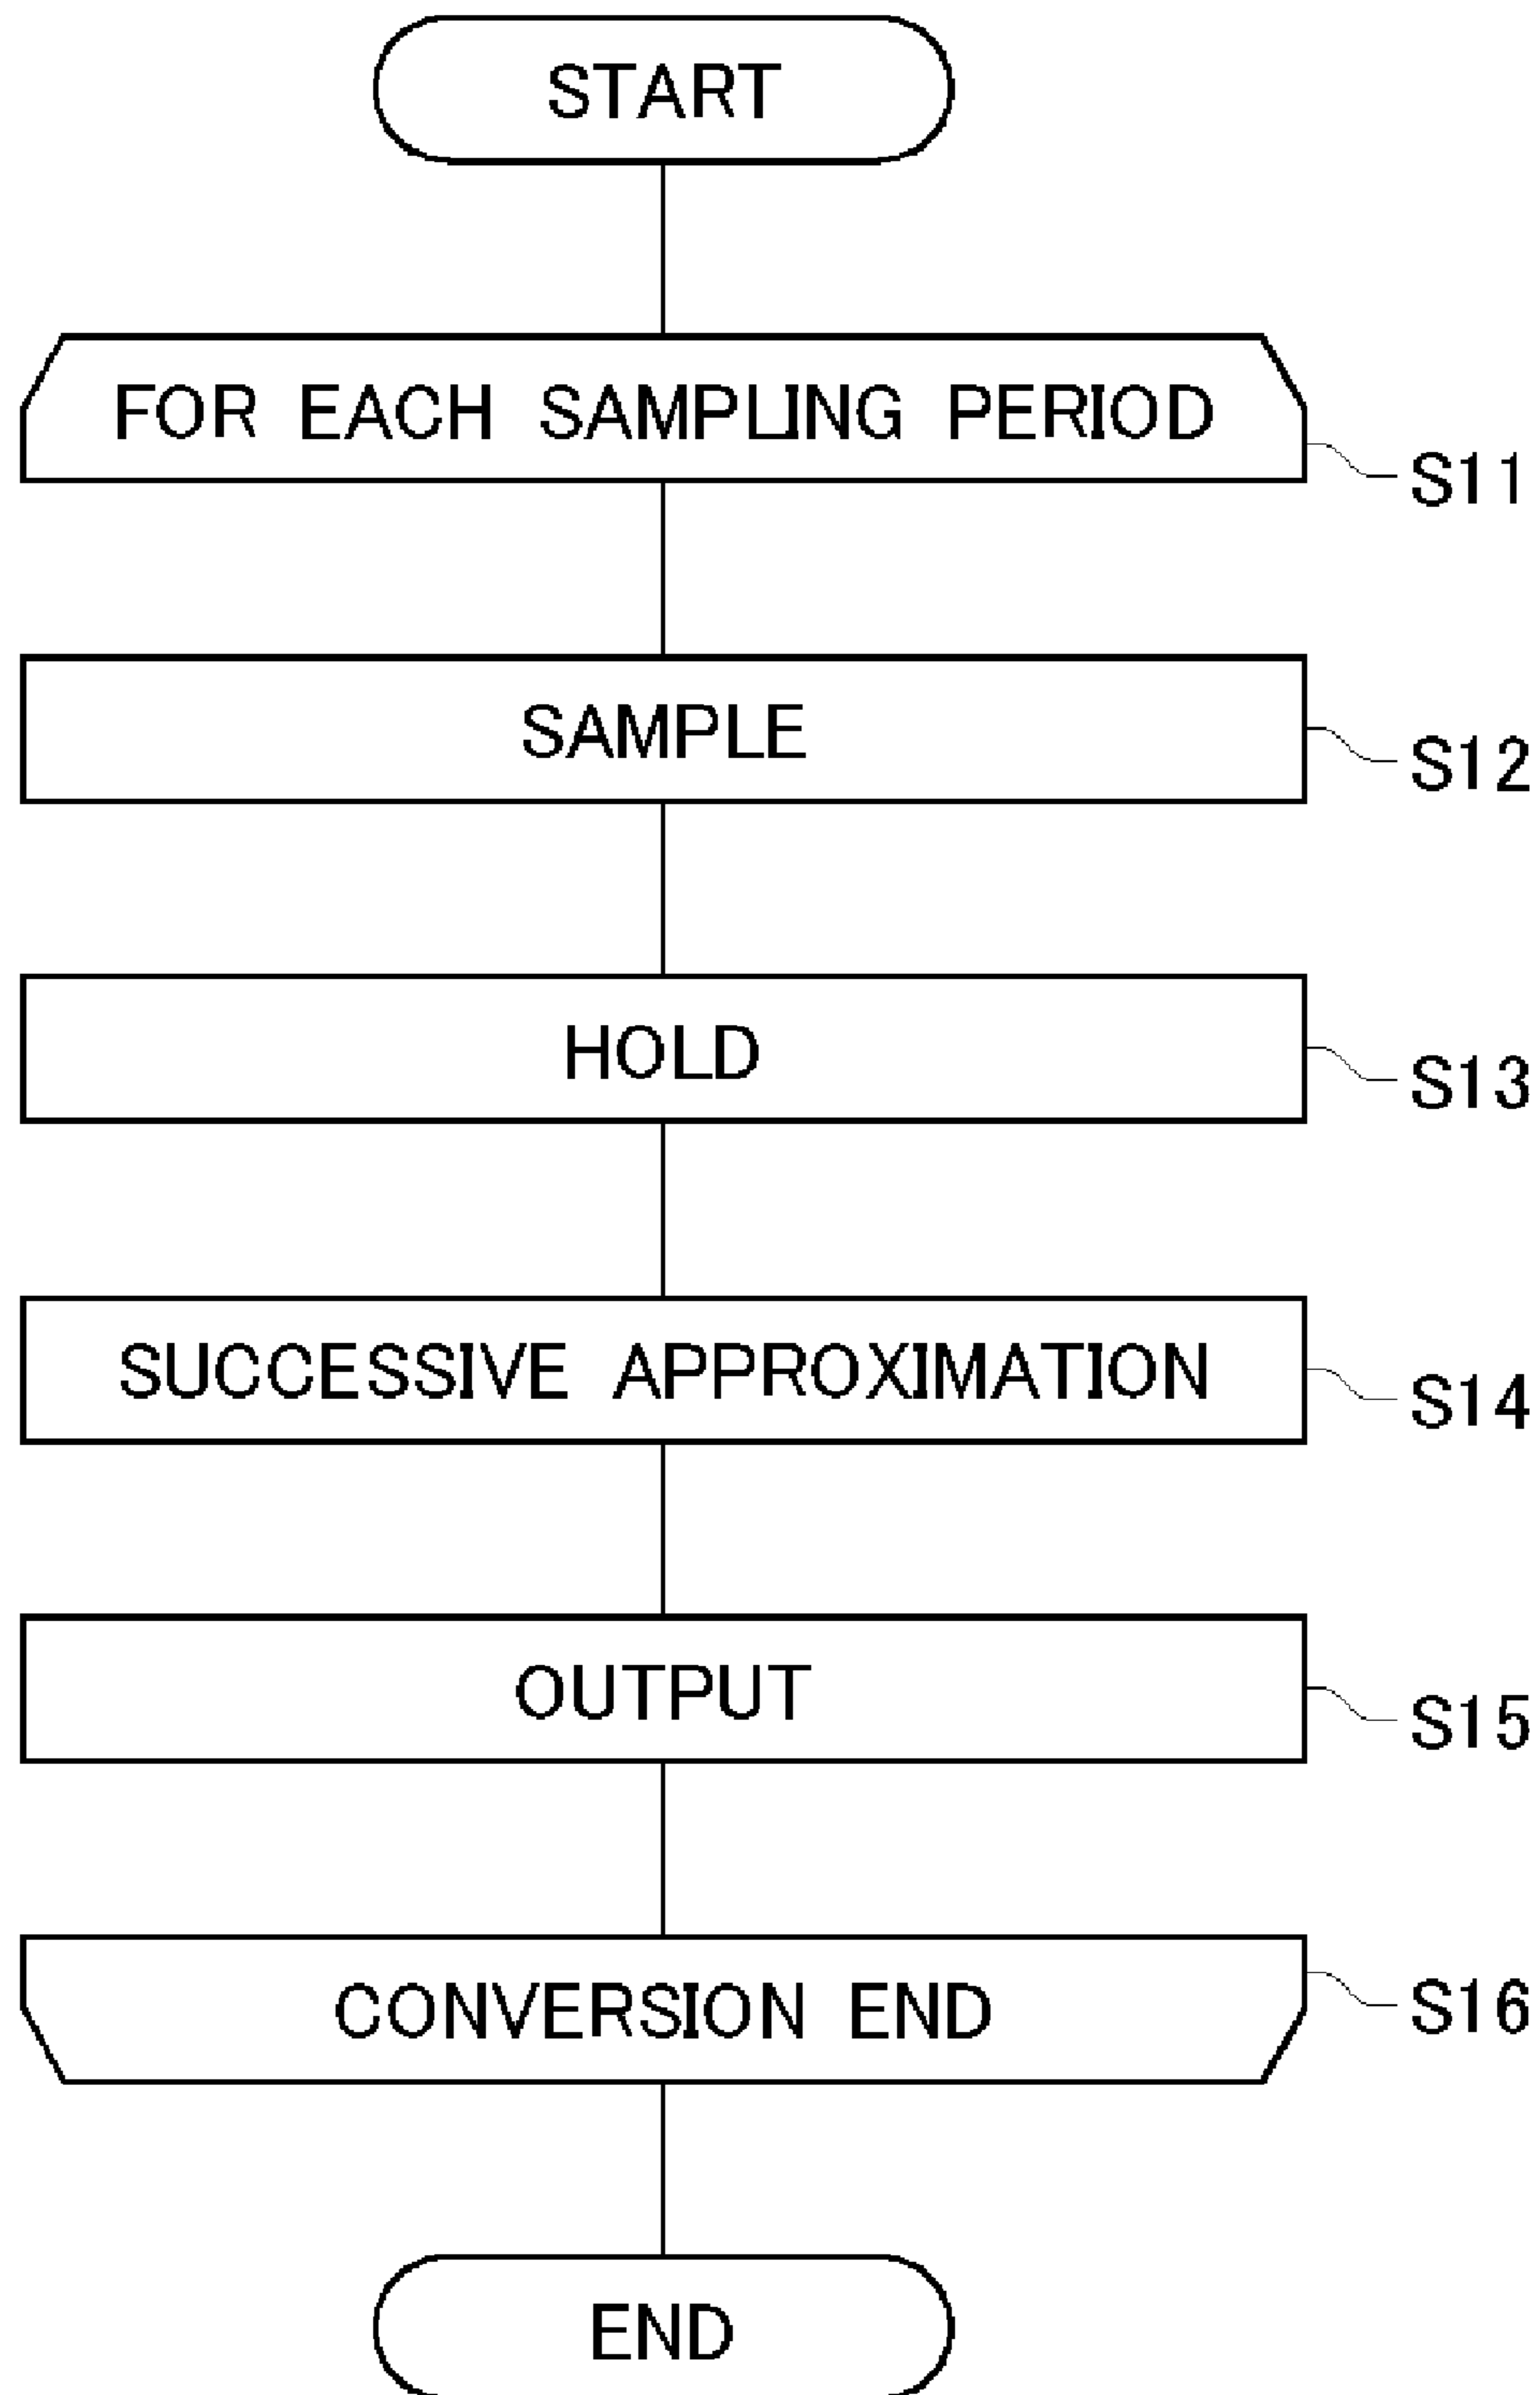 START
FOR EACH SAMPLING PERIOD
S11
SAMPLE
S12
HOLD
S13
SUCCESSIVE APPROXIMATION
S14
OUTPUT
S15
CONVERSION END
S16
END